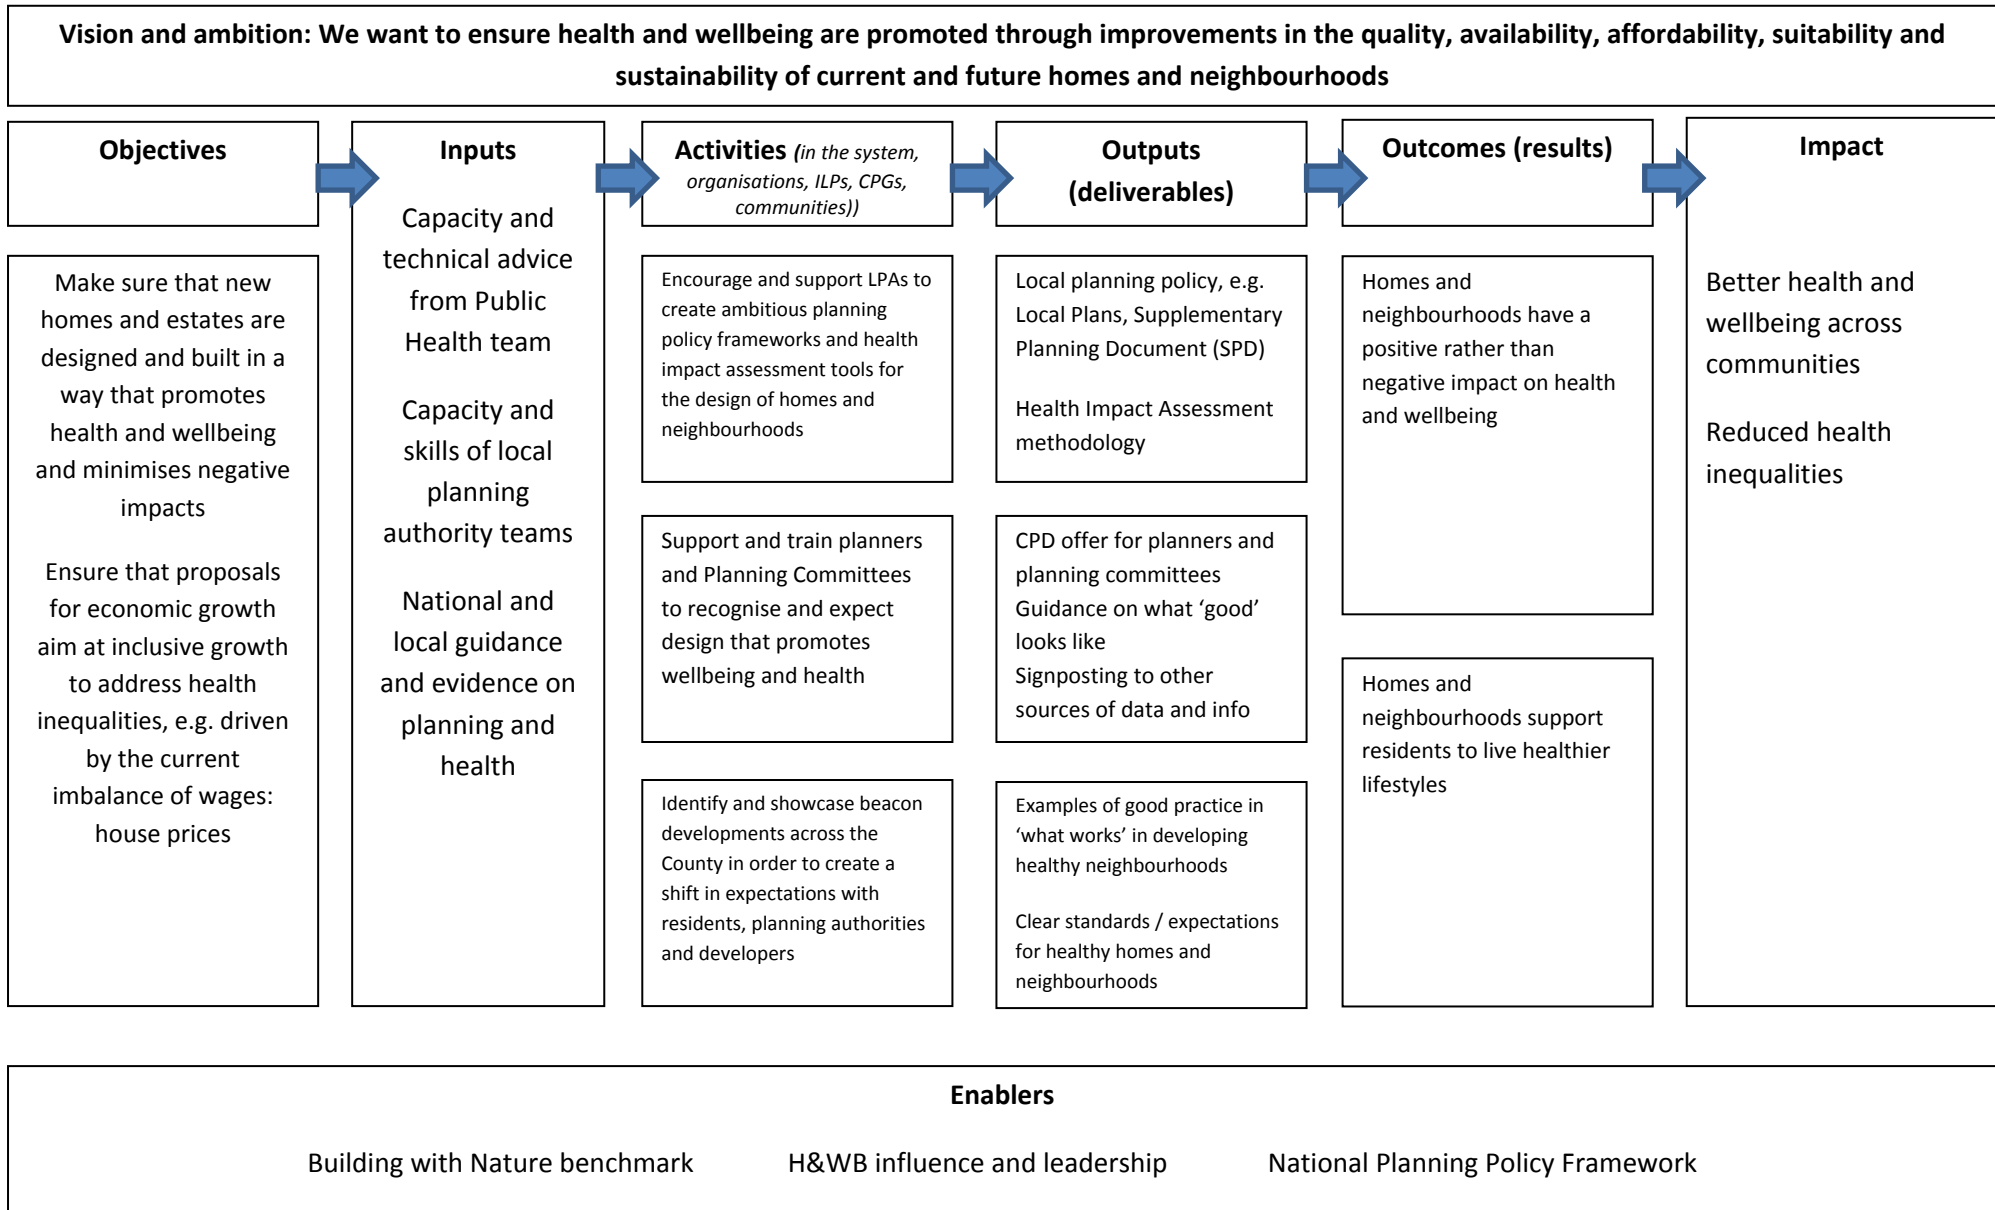 Vision and ambition: We want to ensure health and wellbeing are promoted through improvements in the quality, availability, affordability, suitability and
sustainability of current and future homes and neighbourhoods
Objectives
Make sure that new
homes and estates are
designed and built in a
way that promotes
health and wellbeing
and minimises negative
impacts
Ensure that proposals
for economic growth
aim at inclusive growth
to address health
inequalities, e.g. driven
by the current
imbalance of wages:
house prices
Inputs
Capacity and
technical advice
from Public
Health team
Capacity and
skills of local
planning
authority teams
National and
local guidance
and evidence on
planning and
health
Activities (in the system,
organisations, ILPs, CPGs,
communities))
Encourage and support LPAs to
create ambitious planning
policy frameworks and health
impact assessment tools for
the design of homes and
neighbourhoods
Support and train planners
and Planning Committees
to recognise and expect
design that promotes
wellbeing and health
Identify and showcase beacon
developments across the
County in order to create a
shift in expectations with
residents, planning authorities
and developers
Outputs
(deliverables)
Local planning policy, e.g.
Local Plans, Supplementary
Planning Document (SPD)
Health Impact Assessment
methodology
CPD offer for planners and
planning committees
Guidance on what ‘good’
looks like
Signposting to other
sources of data and info
Examples of good practice in
‘what works’ in developing
healthy neighbourhoods
Clear standards / expectations
for healthy homes and
neighbourhoods
Outcomes (results)
Homes and
neighbourhoods have a
positive rather than
negative impact on health
and wellbeing
Homes and
neighbourhoods support
residents to live healthier
lifestyles
Impact
Better health and
wellbeing across
communities
Reduced health
inequalities
Enablers
Building with Nature benchmark H&WB influence and leadership National Planning Policy Framework